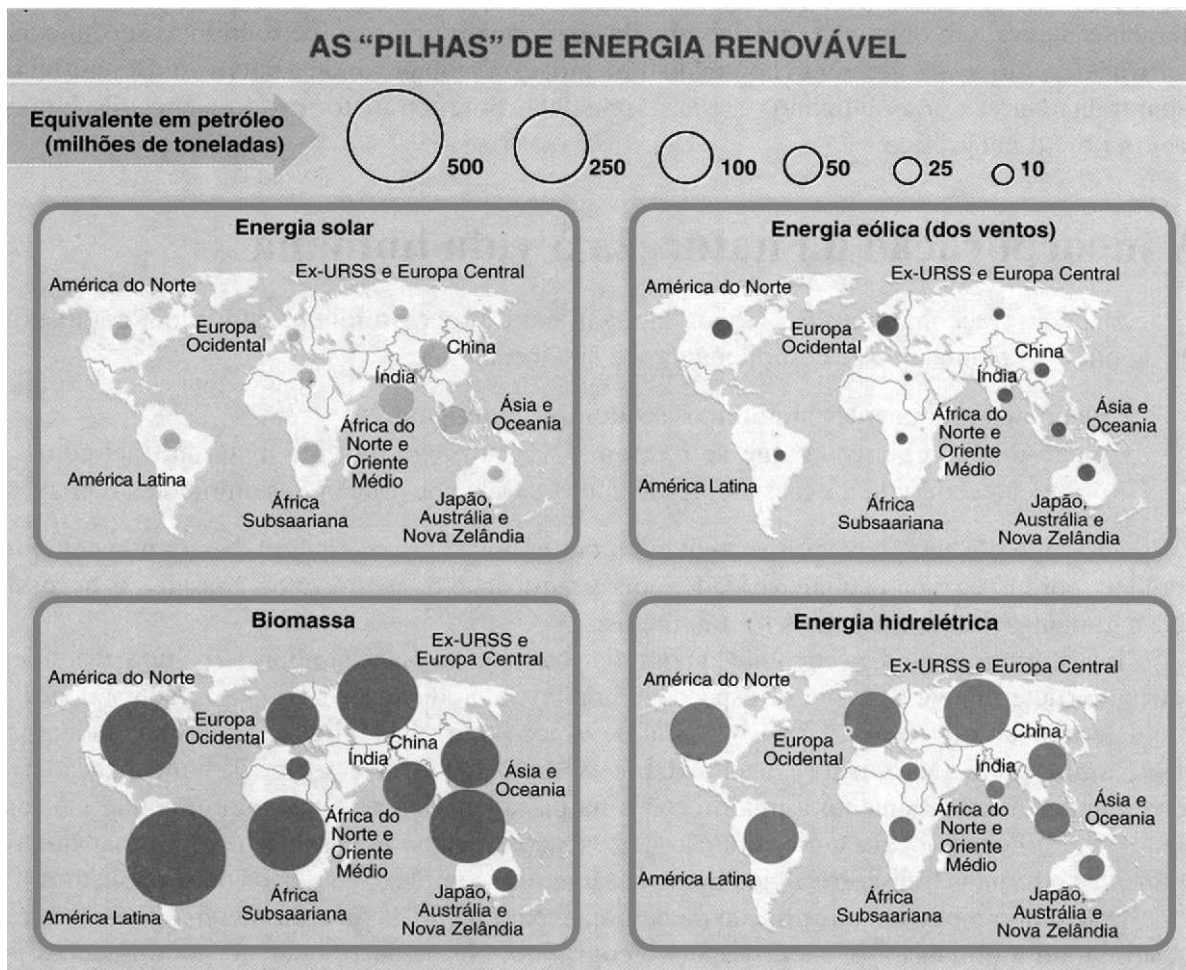 AS “PILHAS” DE ENERGIA RENOVÁVEL
Equivalente em petróleo
(milhões de toneladas)
500
250
100
50
25
10
Energia solar
América do Norte
Ex-URSS e Europa Central
Europa
Ocidental
China
Índia
Ásia e
Oceania
África do
Norte e
Oriente
Médio
América Latina
África
Subsaariana
Japão,
Austrália e
Nova Zelândia
Energia eólica (dos ventos)
América do Norte
Ex-URSS e Europa Central
Europa
Ocidental
China
Índia
Ásia e
Oceania
África do
Norte e
Oriente
Médio
América Latina
África
Subsaariana
Japão,
Austrália e
Nova Zelândia
Biomassa
América do Norte
Ex-URSS e
Europa Central
Europa
Ocidental
China
Índia
Ásia e
Oceania
África do
Norte e
Oriente
Médio
América Latina
África
Subsaariana
Japão,
Austrália e
Nova Zelândia
Energia hidrelétrica
América do Norte
Ex-URSS e Europa Central
Europa
Ocidental
China
Índia
Ásia e
Oceania
África do
Norte e
Oriente
Médio
América Latina
África
Subsaariana
Japão,
Austrália e
Nova Zelândia